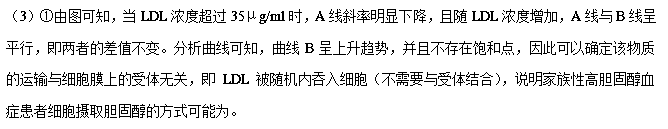 （3）①由图可知，当 LDL 浓度超过 35μg/ml 时，A 线斜率明显下降，且随 LDL 浓度增加，A 线与 B 线呈
平行，即两者的差值不变。分析曲线可知，曲线 B 呈上升趋势，并且不存在饱和点，因此可以确定该物质
的运输与细胞膜上的受体无关，即 LDL 被随机内吞入细胞（不需要与受体结合），说明家族性高胆固醇血
症患者细胞摄取胆固醇的方式可能为。